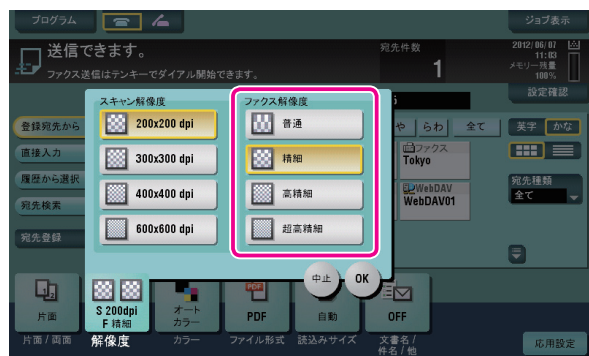 プログラム
ジョブ表示
送信できます。
宛先件数
1
2012/06/07
11:03
メモリー残量
100%
ファクス送信はテンキーでダイアル開始できます。
設定確認
スキャン解像度
ファクス解像度
登録宛先から
200x200 dpi
普通
や
らわ
全て
英字
かな
直接入力
300x300 dpi
精細
ファクス
Tokyo
履歴から選択
400x400 dpi
高精細
WebDAV
WebDAV01
宛先種類
全て
宛先検索
600x600 dpi
超高精細
宛先登録
中止
OK
片面
S 200dpi
F 精細
オート
カラー
PDF
自動
OFF
片面/両面
解像度
カラー
ファイル形式
読込みサイズ
文書名/
件名/他
応用設定